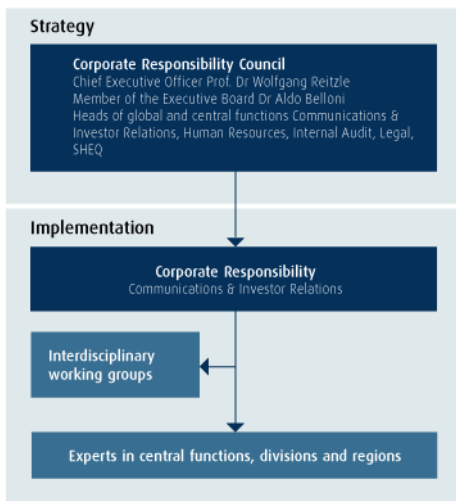 Strategy
Corporate Responsibility Council
Chief Executive Officer Prof. Dr Wolfgang Reitzle
Member of the Executive Board Dr Aldo Belloni
Heads of global and central functions Communications &
Investor Relations, Human Resources, Internal Audit, Legal,
SHEQ
Implementation
Corporate Responsibility
Communications & Investor Relations
Interdisciplinary
working groups
Experts in central functions, divisions and regions